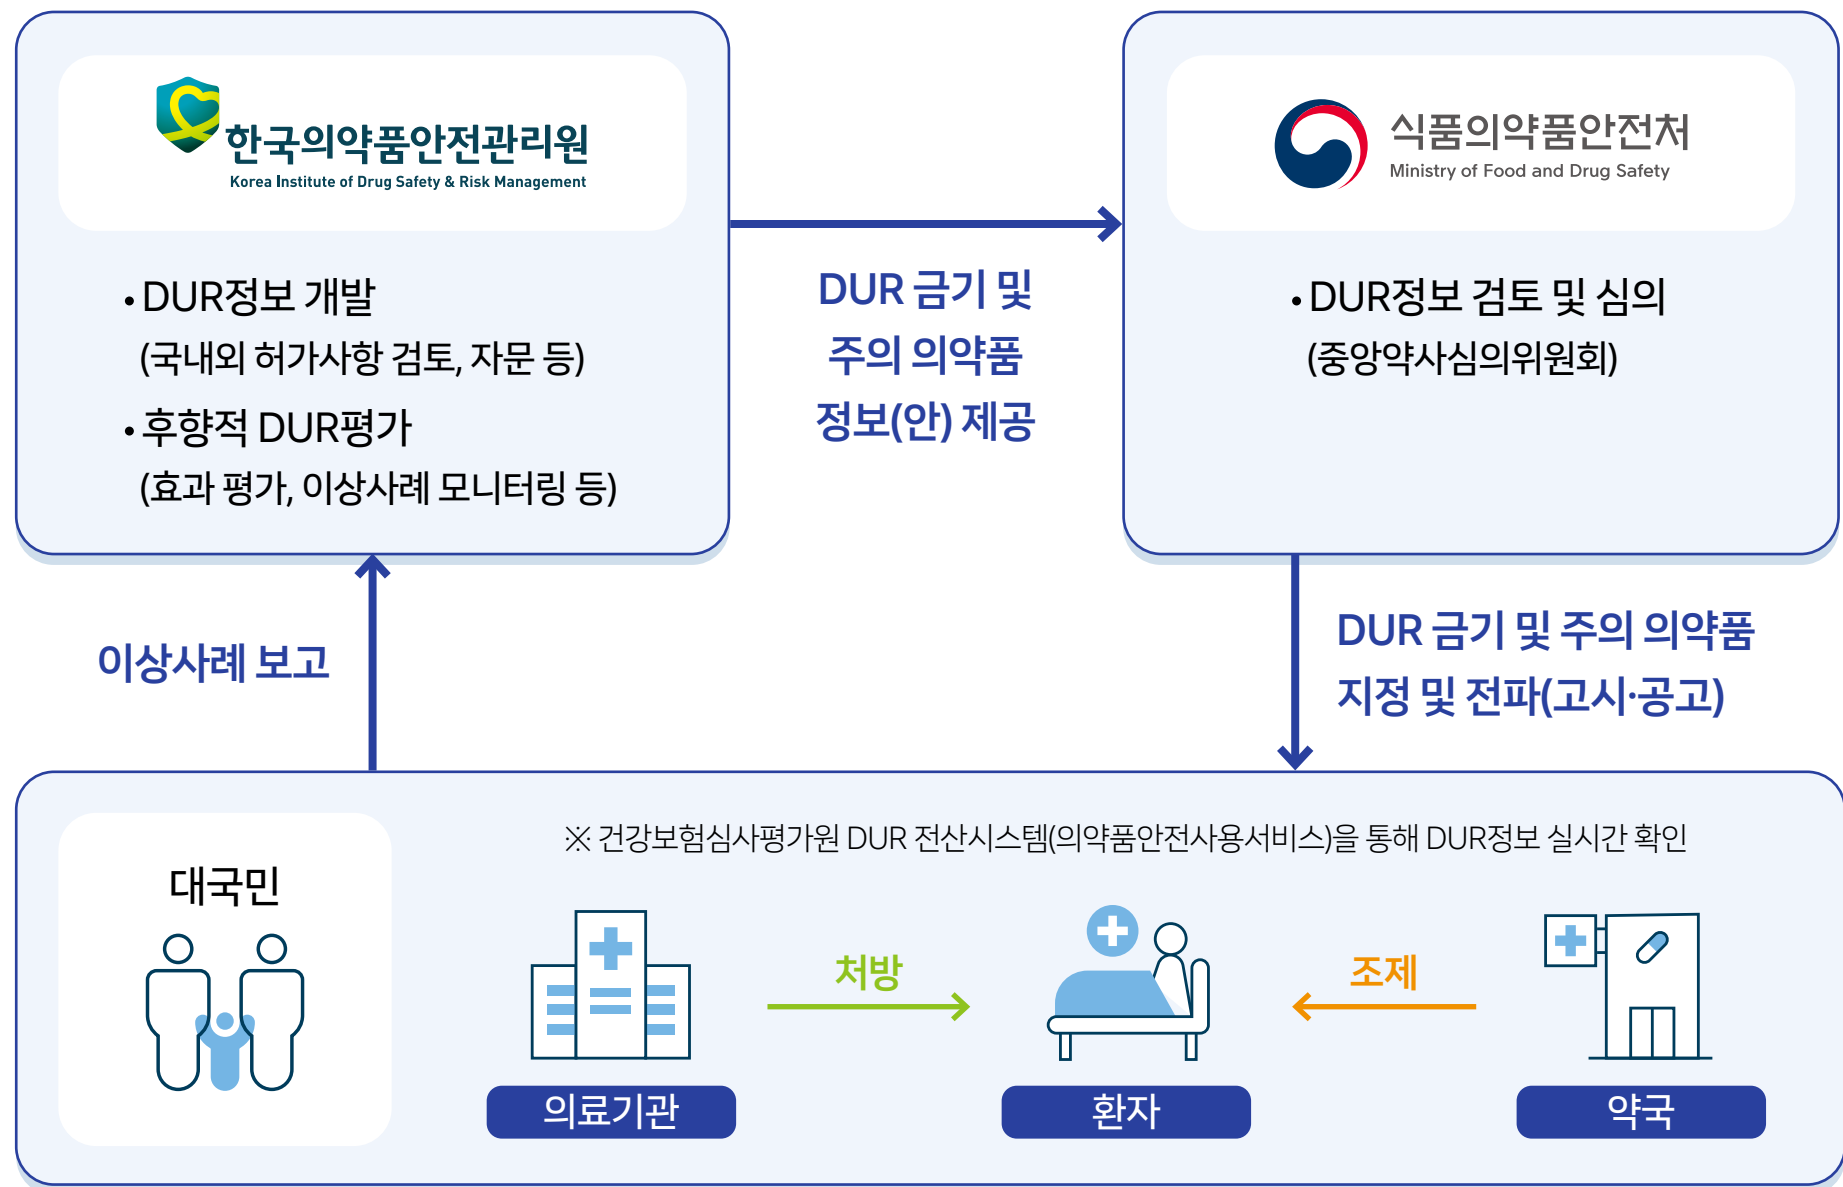 한국의약품안전관리원
Korea Institute of Drug Safety & Risk Management
• DUR정보 개발
(국내외 허가사항 검토, 자문 등)
• 후향적 DUR평가
(효과 평가, 이상사례 모니터링 등)
DUR 금기 및
주의 의약품
정보(안) 제공
식품의약품안전처
Ministry of Food and Drug Safety
• DUR정보 검토 및 심의
(중앙약사심의위원회)
이상사례 보고
DUR 금기 및 주의 의약품
지정 및 전파(고시·공고)
대국민
※ 건강보험심사평가원 DUR 전산시스템(의약품안전사용서비스)을 통해 DUR정보 실시간 확인
처방
조제
의료기관
환자
약국